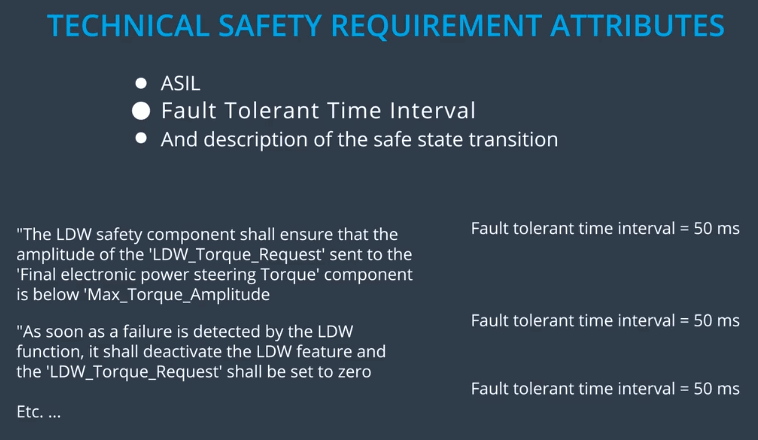 TECHNICAL SAFETY REQUIREMENT ATTRIBUTES
ASIL
Fault Tolerant Time Interval
And description of the safe state transition
"The LDW safety component shall ensure that the
amplitude of the 'LDW_Torque_Request' sent to the
'Final electronic power steering Torque' component
is below 'Max_Torque_Amplitude
Fault tolerant time interval = 50 ms
"As soon as a failure is detected by the LDW
function, it shall deactivate the LDW feature and
the 'LDW_Torque_Request' shall be set to zero
Fault tolerant time interval = 50 ms
Etc. ...
Fault tolerant time interval = 50 ms